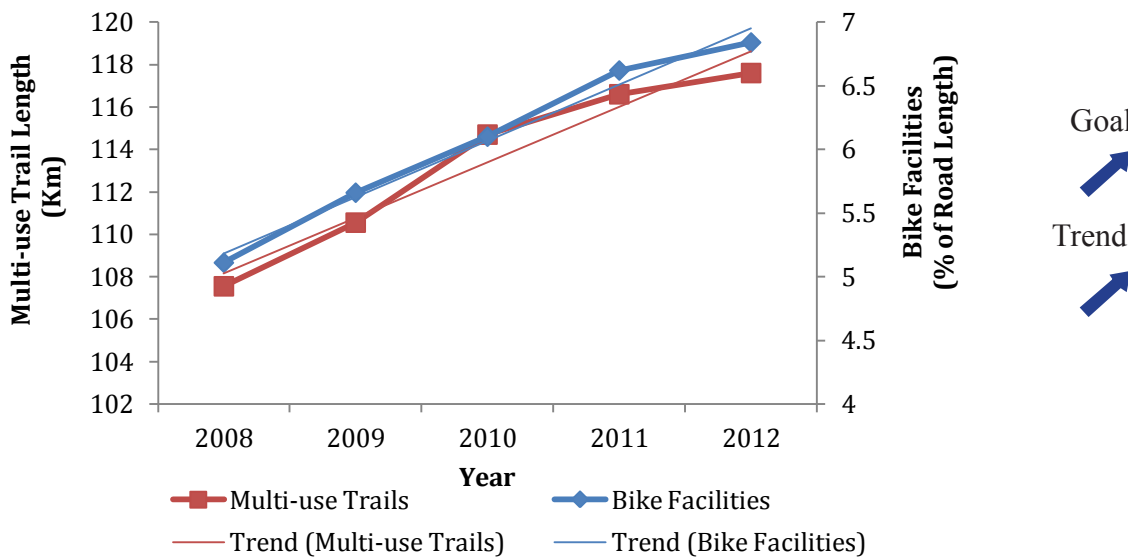 Multi-use Trail Length
(Km)
120
118
116
114
112
110
108
106
104
102
7
6.5
6
5.5
5
4.5
4
Bike Facilities
(% of Road Length)
2008 2009 2010 2011 2012
Year
Multi-use Trails Bike Facilities
Trend (Multi-use Trails) Trend (Bike Facilities)
Goal
Trend